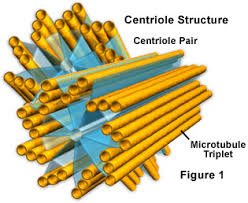 Centriole Structure
Centriole Pair
Microtubule
Triplet
Figure 1